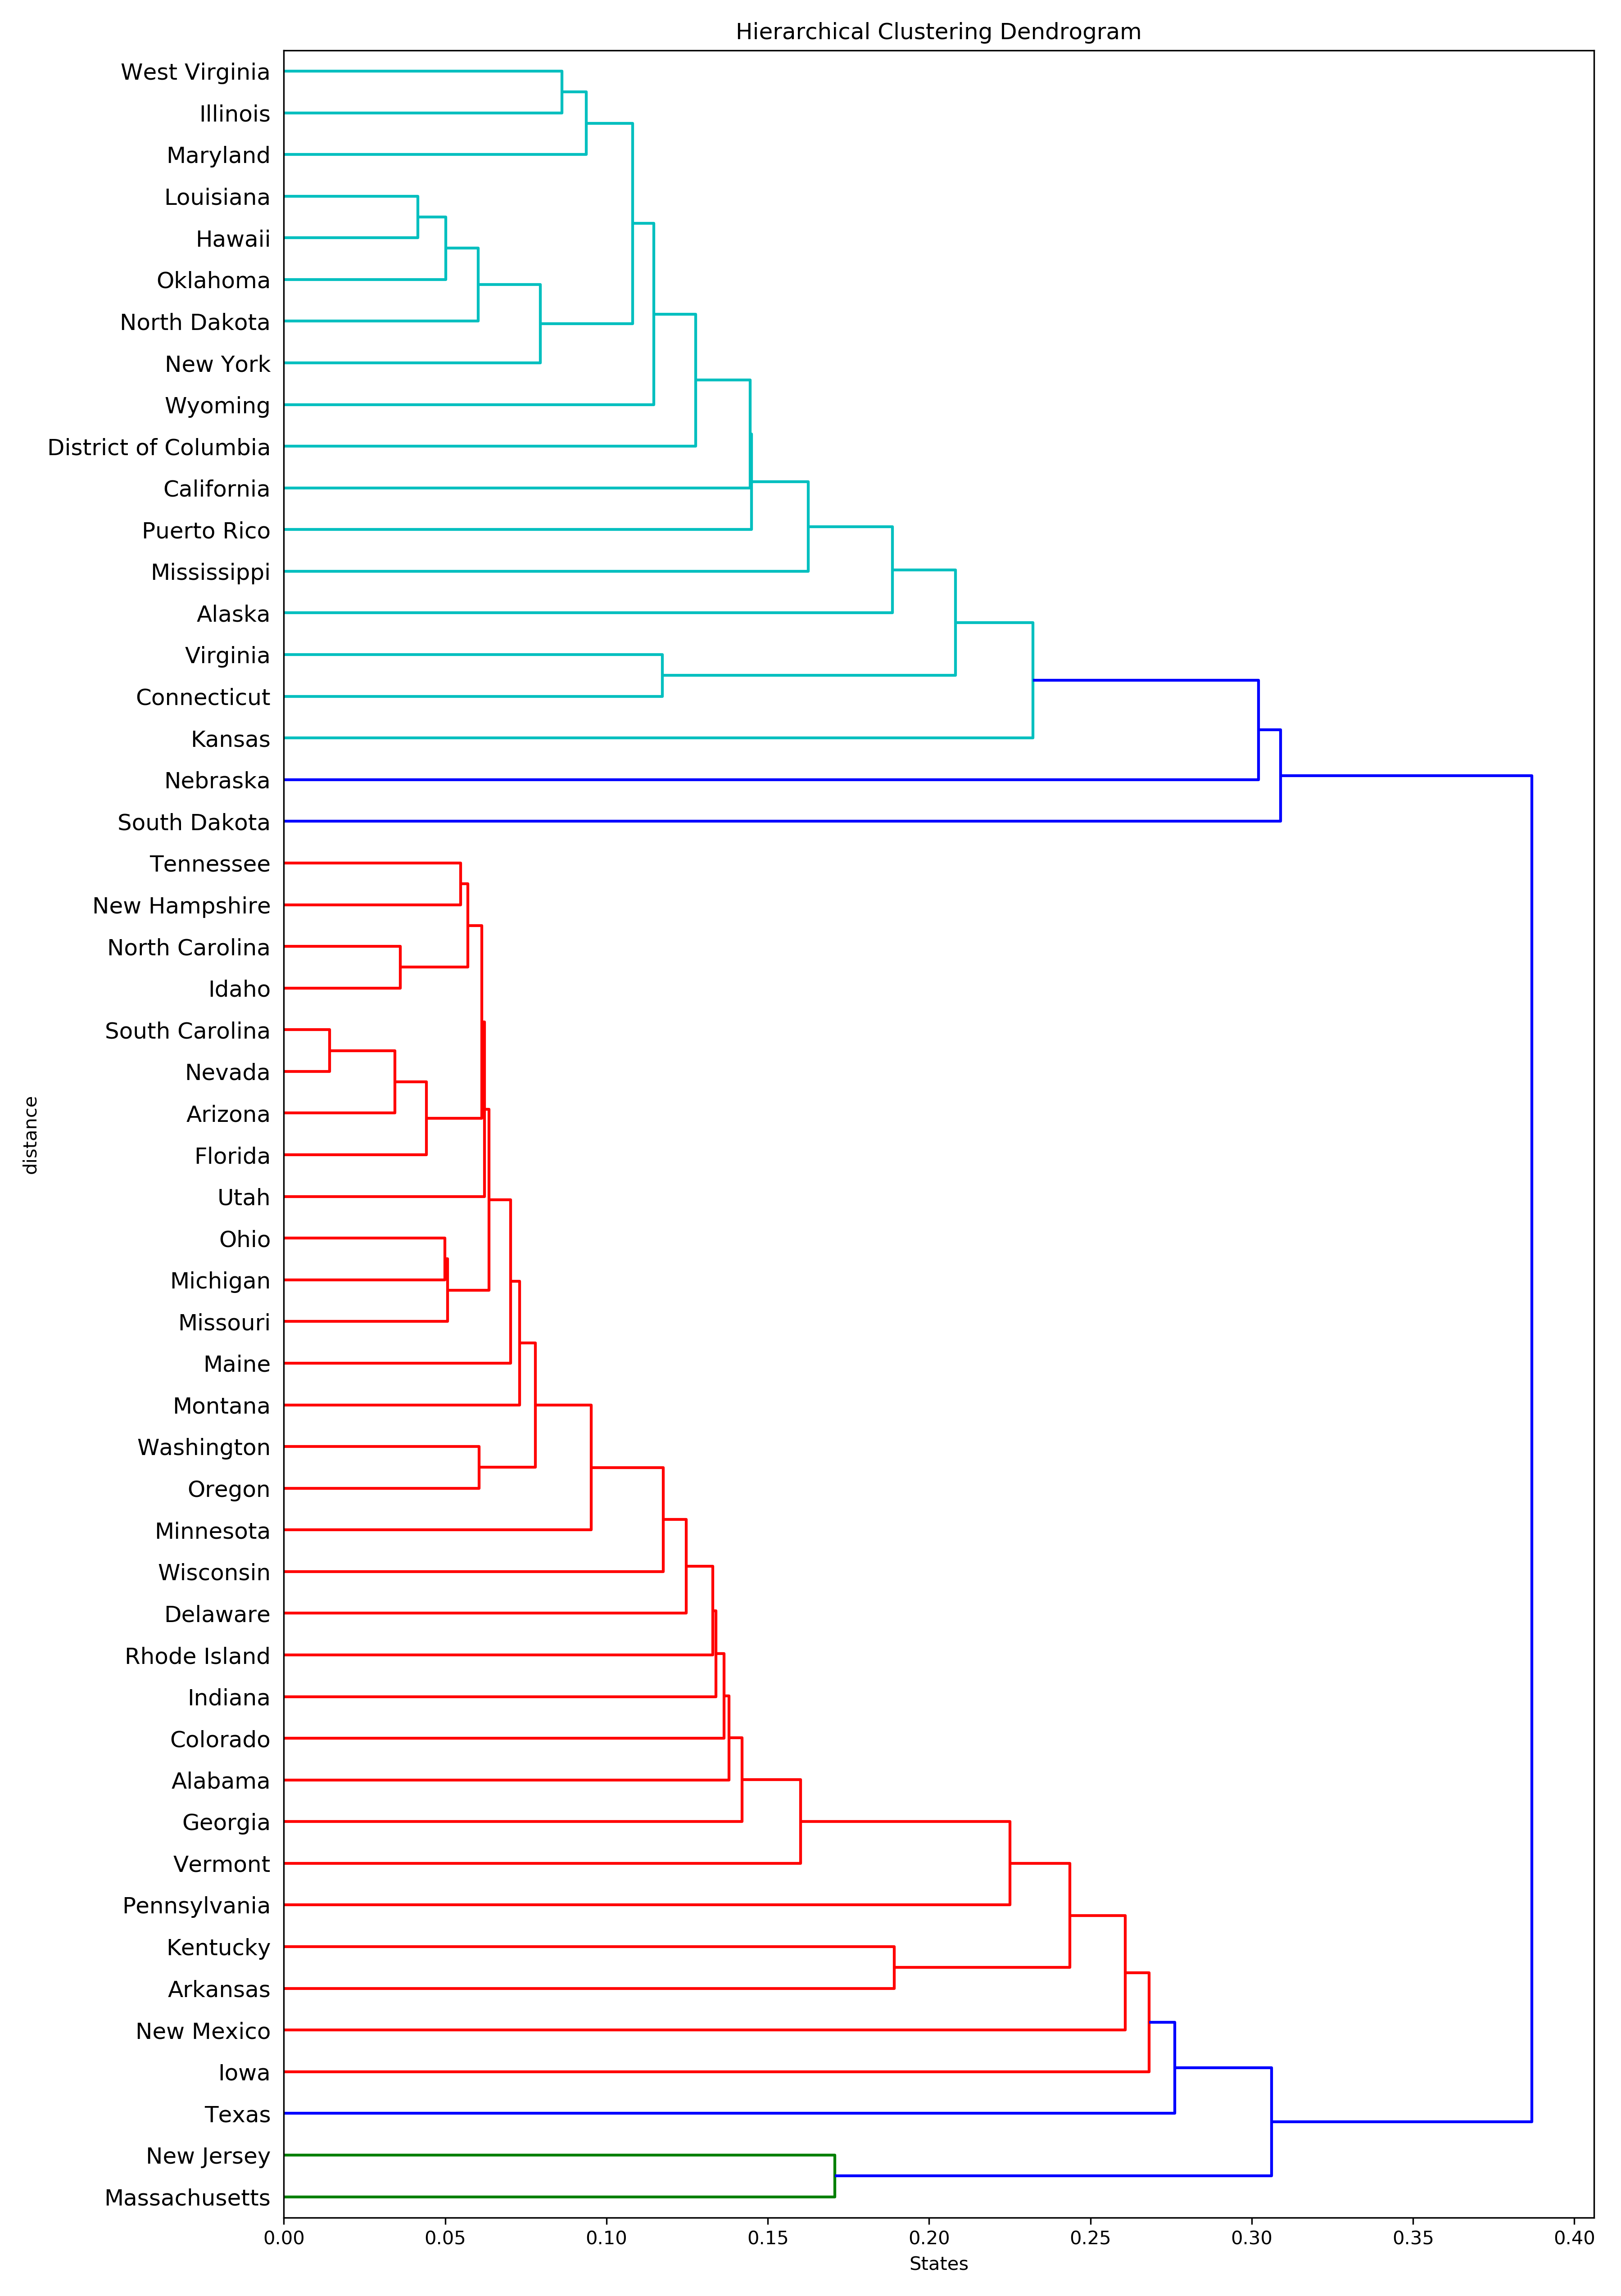 Hierarchical Clustering Dendrogram
West Virginia
Illinois
Maryland
Louisiana
Hawaii
Oklahoma
North Dakota
New York
Wyoming
District of Columbia
California
Puerto Rico
Mississippi
Alaska
Virginia
Connecticut
Kansas
Nebraska
South Dakota
Tennessee
New Hampshire
North Carolina
Idaho
South Carolina
Nevada
Arizona
Florida
Utah
Ohio
Michigan
Missouri
Maine
Montana
Washington
Oregon
Minnesota
Wisconsin
Delaware
Rhode Island
Indiana
Colorado
Alabama
Georgia
Vermont
Pennsylvania
Kentucky
Arkansas
New Mexico
Iowa
Texas
New Jersey
Massachusetts
distance
0.00 0.05 0.10 0.15 0.20 0.25 0.30 0.35 0.40
States